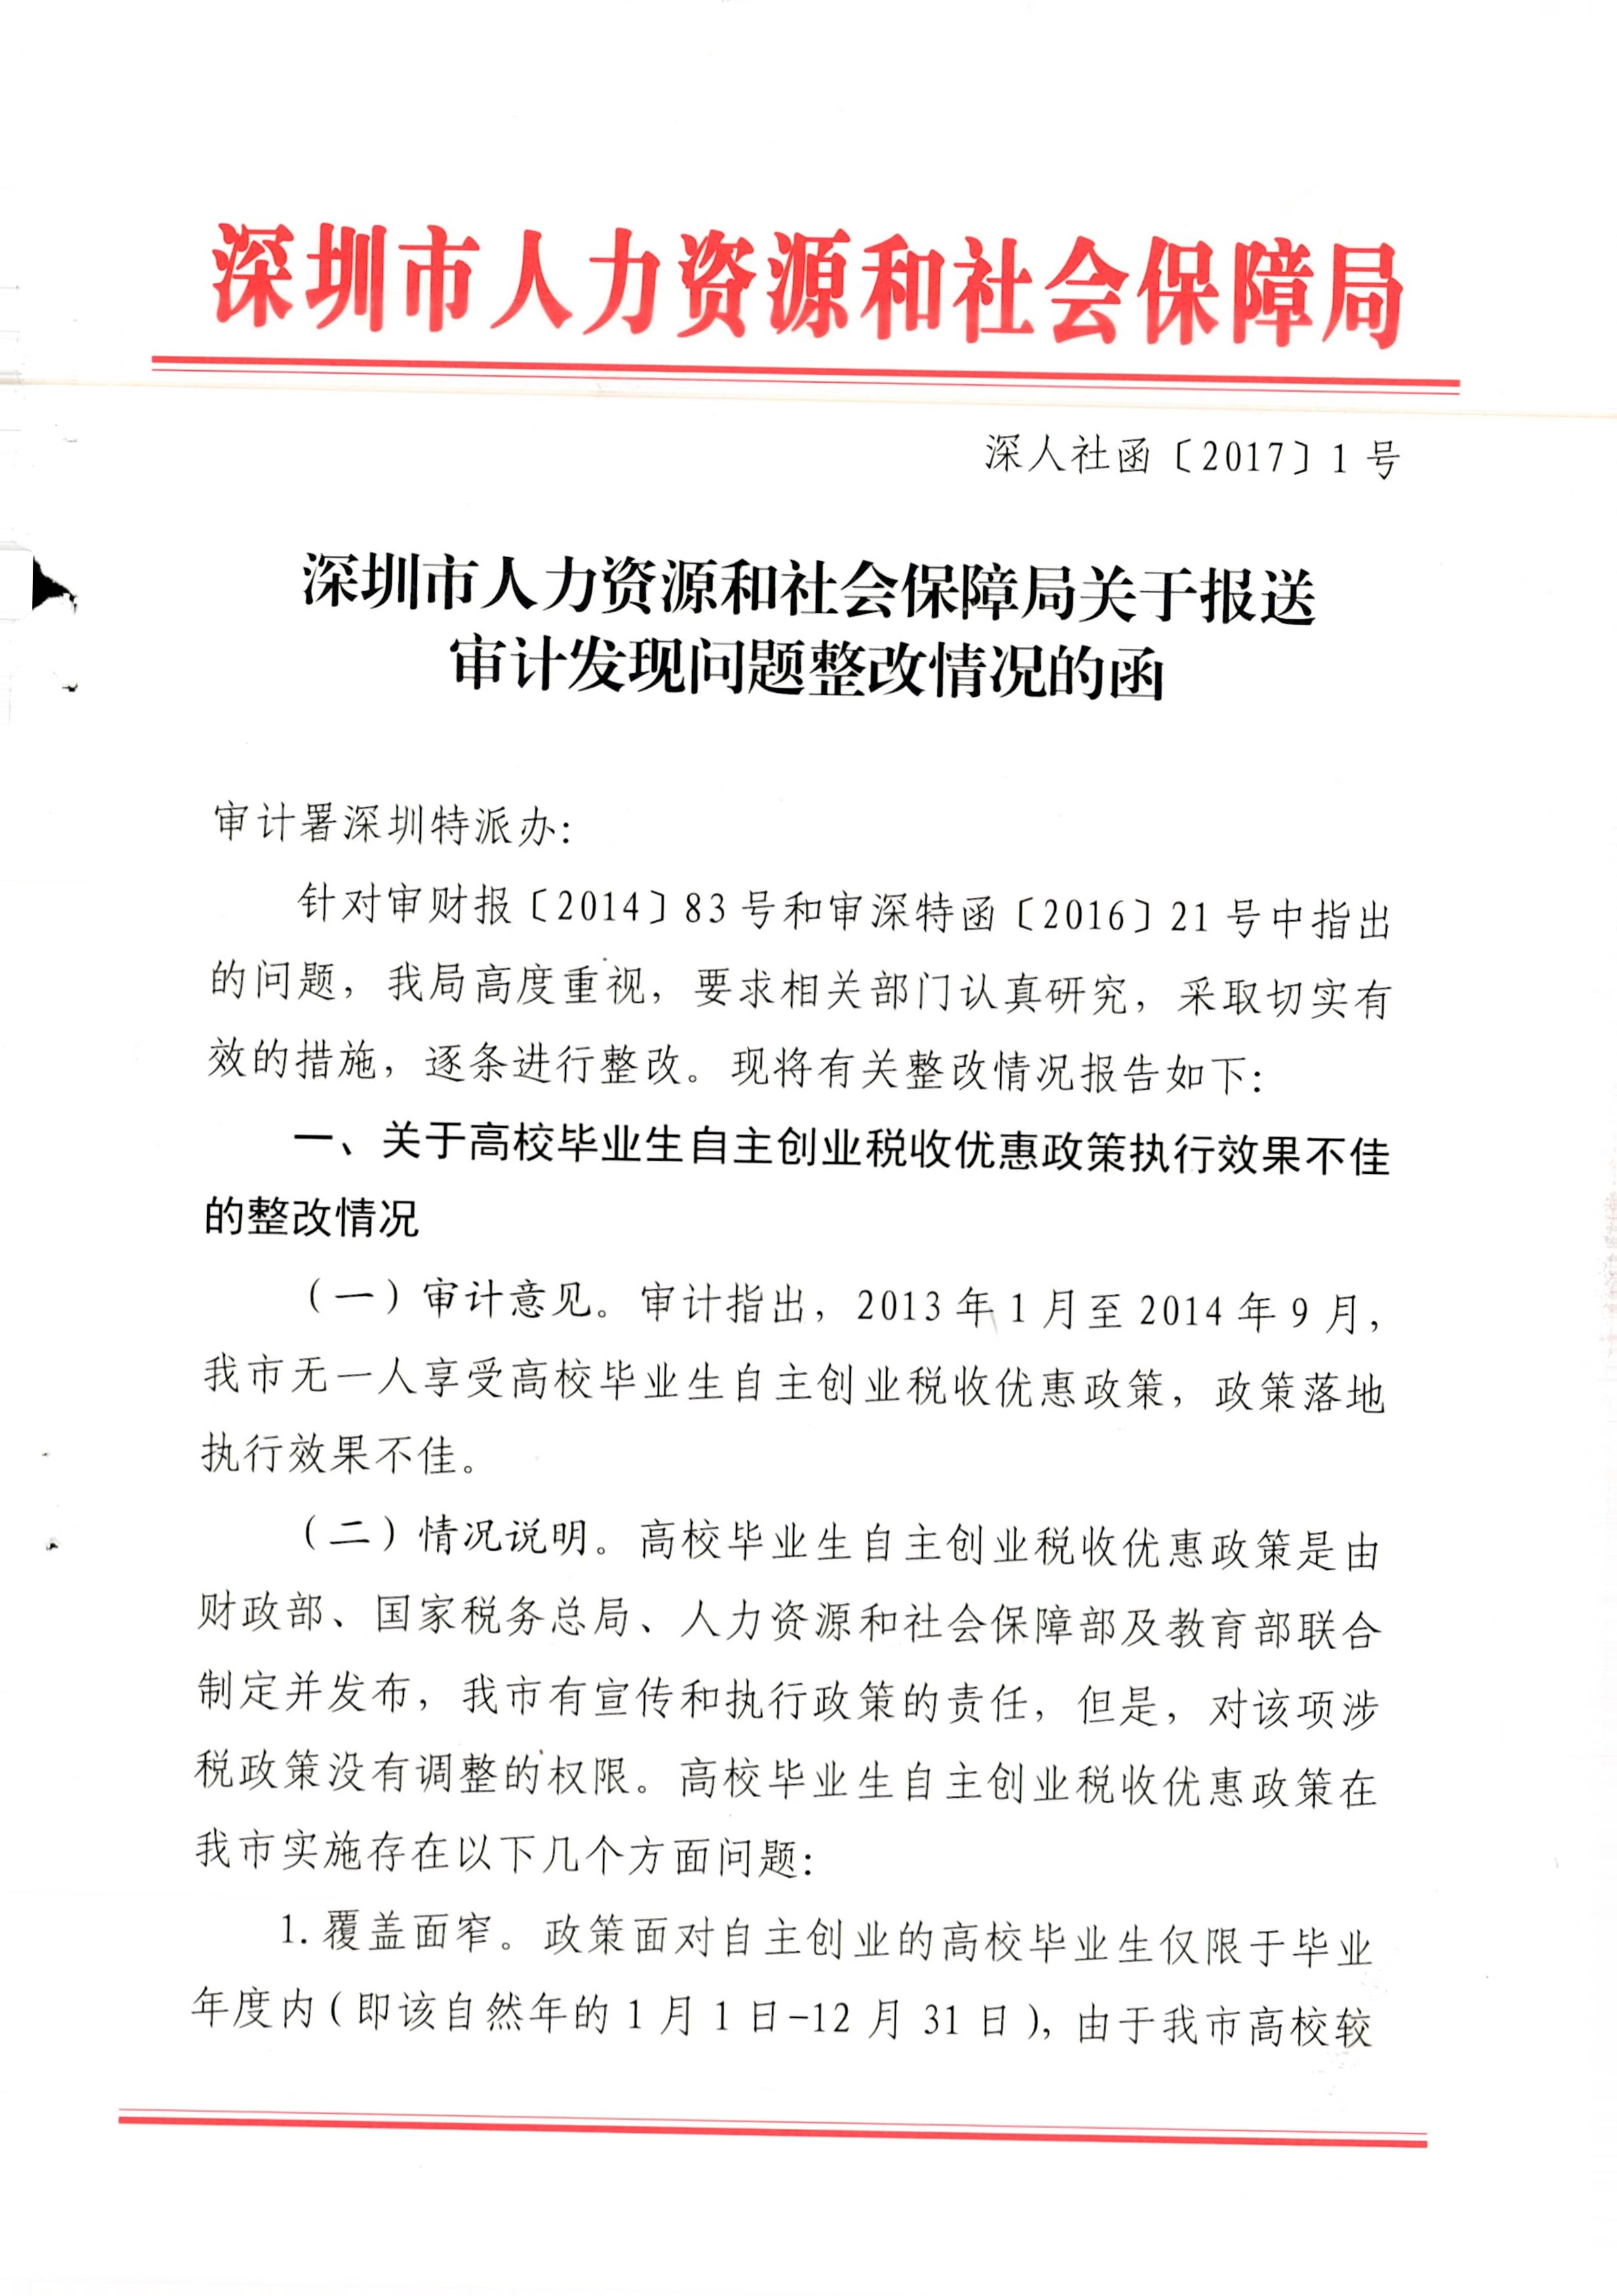 深圳市人力资源和社会保障局
深人社函〔2017〕1 号
深圳市人力资源和社会保障局关于报送
审计发现问题整改情况的函
审计署深圳特派办：
针对审财报〔2014〕83 号和审深特函〔2016〕21 号中指出
的问题，我局高度重视，要求相关部门认真研究，采取切实有
效的措施，逐条进行整改。现将有关整改情况报告如下：
一、关于高校毕业生自主创业税收优惠政策执行效果不佳
的整改情况
（一）审计意见。审计指出，2013 年 1 月至 2014 年 9 月，
我市无一人享受高校毕业生自主创业税收优惠政策，政策落地
执行效果不佳。
（二）情况说明。高校毕业生自主创业税收优惠政策是由
财政部、国家税务总局、人力资源和社会保障部及教育部联合
制定并发布，我市有宣传和执行政策的责任，但是，对该项涉
税政策没有调整的权限。高校毕业生自主创业税收优惠政策在
我市实施存在以下几个方面问题：
1. 覆盖面窄。政策面对自主创业的高校毕业生仅限于毕业
年度内（即该自然年的 1 月 1 日-12 月 31 日），由于我市高校较